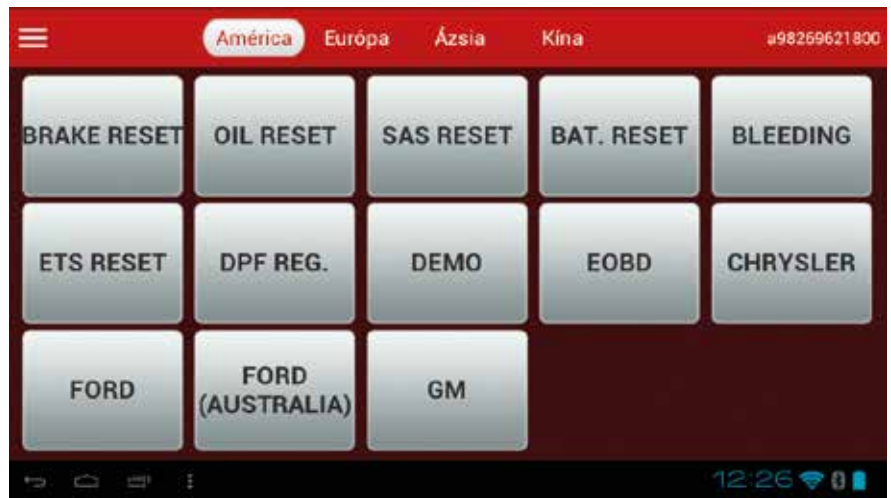 América Európa Ázsia Kína a98269621800
BRAKE RESET OIL RESET SAS RESET BAT. RESET BLEEDING
ETS RESET DPF REG. DEMO EOBD CHRYSLER
FORD FORD (AUSTRALIA) GM
12:26